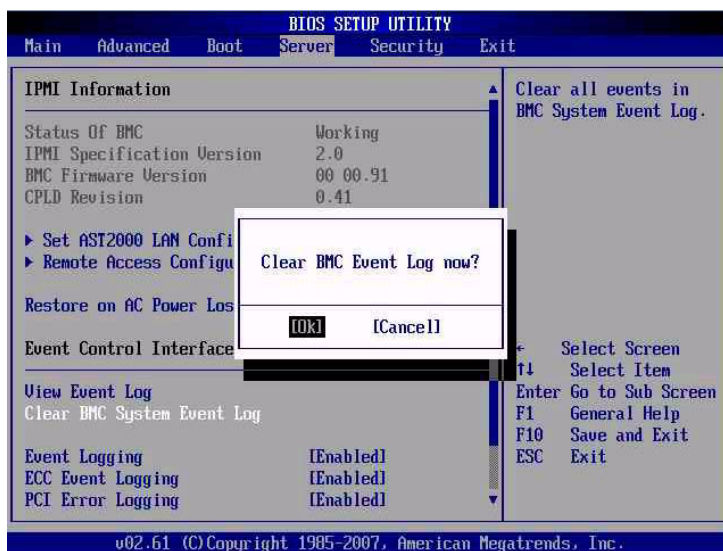 BIOS SETUP UTILITY
Main Advanced Boot Server Security Exit
IPMI Information
Status Of BMC Working
IPMI Specification Version 2.0
BMC Firmware Version 00 00.91
CPLD Revision 0.41
▶ Set AST2000 LAN Confi
▶ Remote Access Configu
Restore on AC Power Los
Event Control Interface
View Event Log
Clear BMC System Event Log
Event Logging [Enabled]
ECC Event Logging [Enabled]
PCI Error Logging [Enabled]
Clear BMC Event Log now?
[Ok] [Cancel]
Clear all events in
BMC System Event Log.
← Select Screen
↑↓ Select Item
Enter Go to Sub Screen
F1 General Help
F10 Save and Exit
ESC Exit
v02.61 (C)Copyright 1985-2007, American Megatrends, Inc.